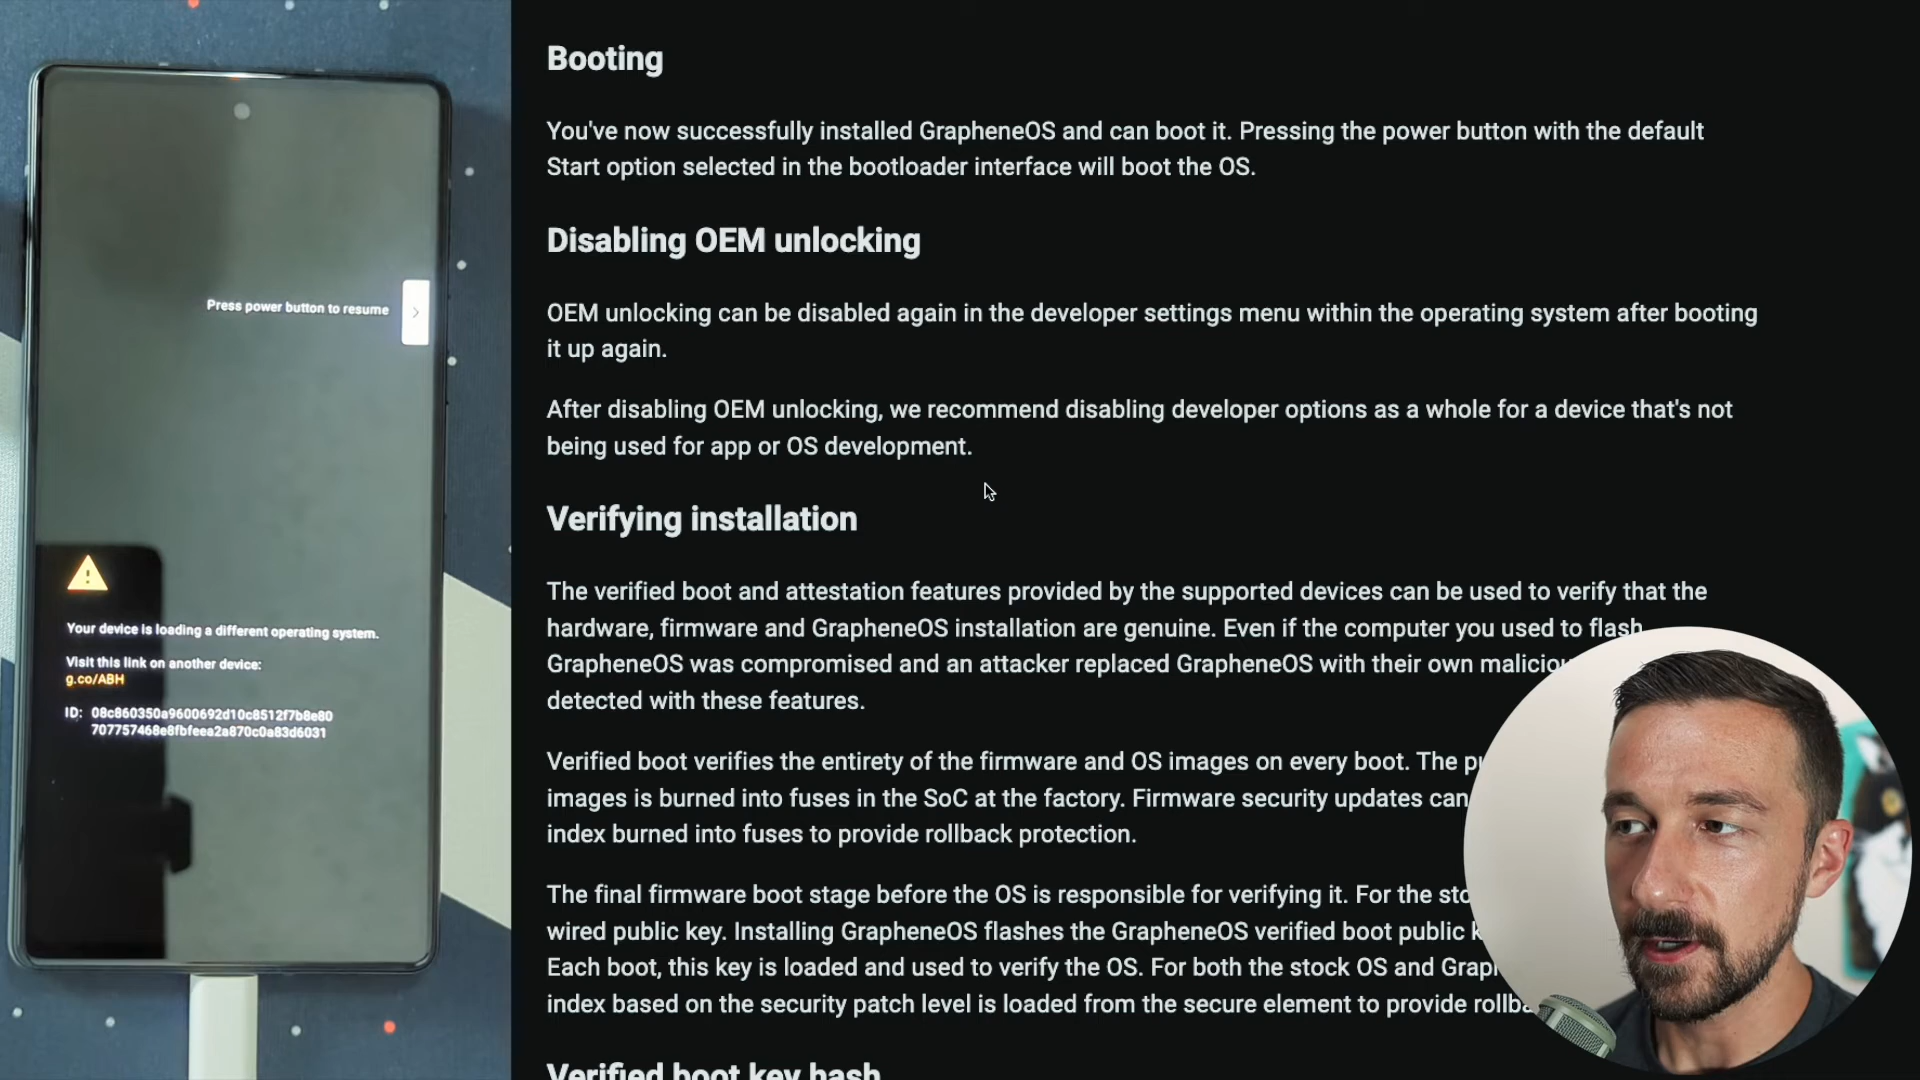 Press power button to resume
Your device is loading a different operating system.
Visit this link on another device:
g.co/ABH
ID: 08c860350a9600692d10c8512f7b8e80
707757468e8fbfeea2a870c0a83d6031
Booting
You've now successfully installed GrapheneOS and can boot it. Pressing the power button with the default
Start option selected in the bootloader interface will boot the OS.
Disabling OEM unlocking
OEM unlocking can be disabled again in the developer settings menu within the operating system after booting
it up again.
After disabling OEM unlocking, we recommend disabling developer options as a whole for a device that's not
being used for app or OS development.
Verifying installation
The verified boot and attestation features provided by the supported devices can be used to verify that the
hardware, firmware and GrapheneOS installation are genuine. Even if the computer you used to flash
GrapheneOS was compromised and an attacker replaced GrapheneOS with their own
detected with these features.
Verified boot verifies the entirety of the firmware and OS images on every boot. The
images is burned into fuses in the SoC at the factory. Firmware security updates can
index burned into fuses to provide rollback protection.
The final firmware boot stage before the OS is responsible for verifying it. For the
wired public key. Installing GrapheneOS flashes the GrapheneOS verified boot public
Each boot, this key is loaded and used to verify the OS. For both the stock OS and
index based on the security patch level is loaded from the secure element to provide
Verified boot key hash